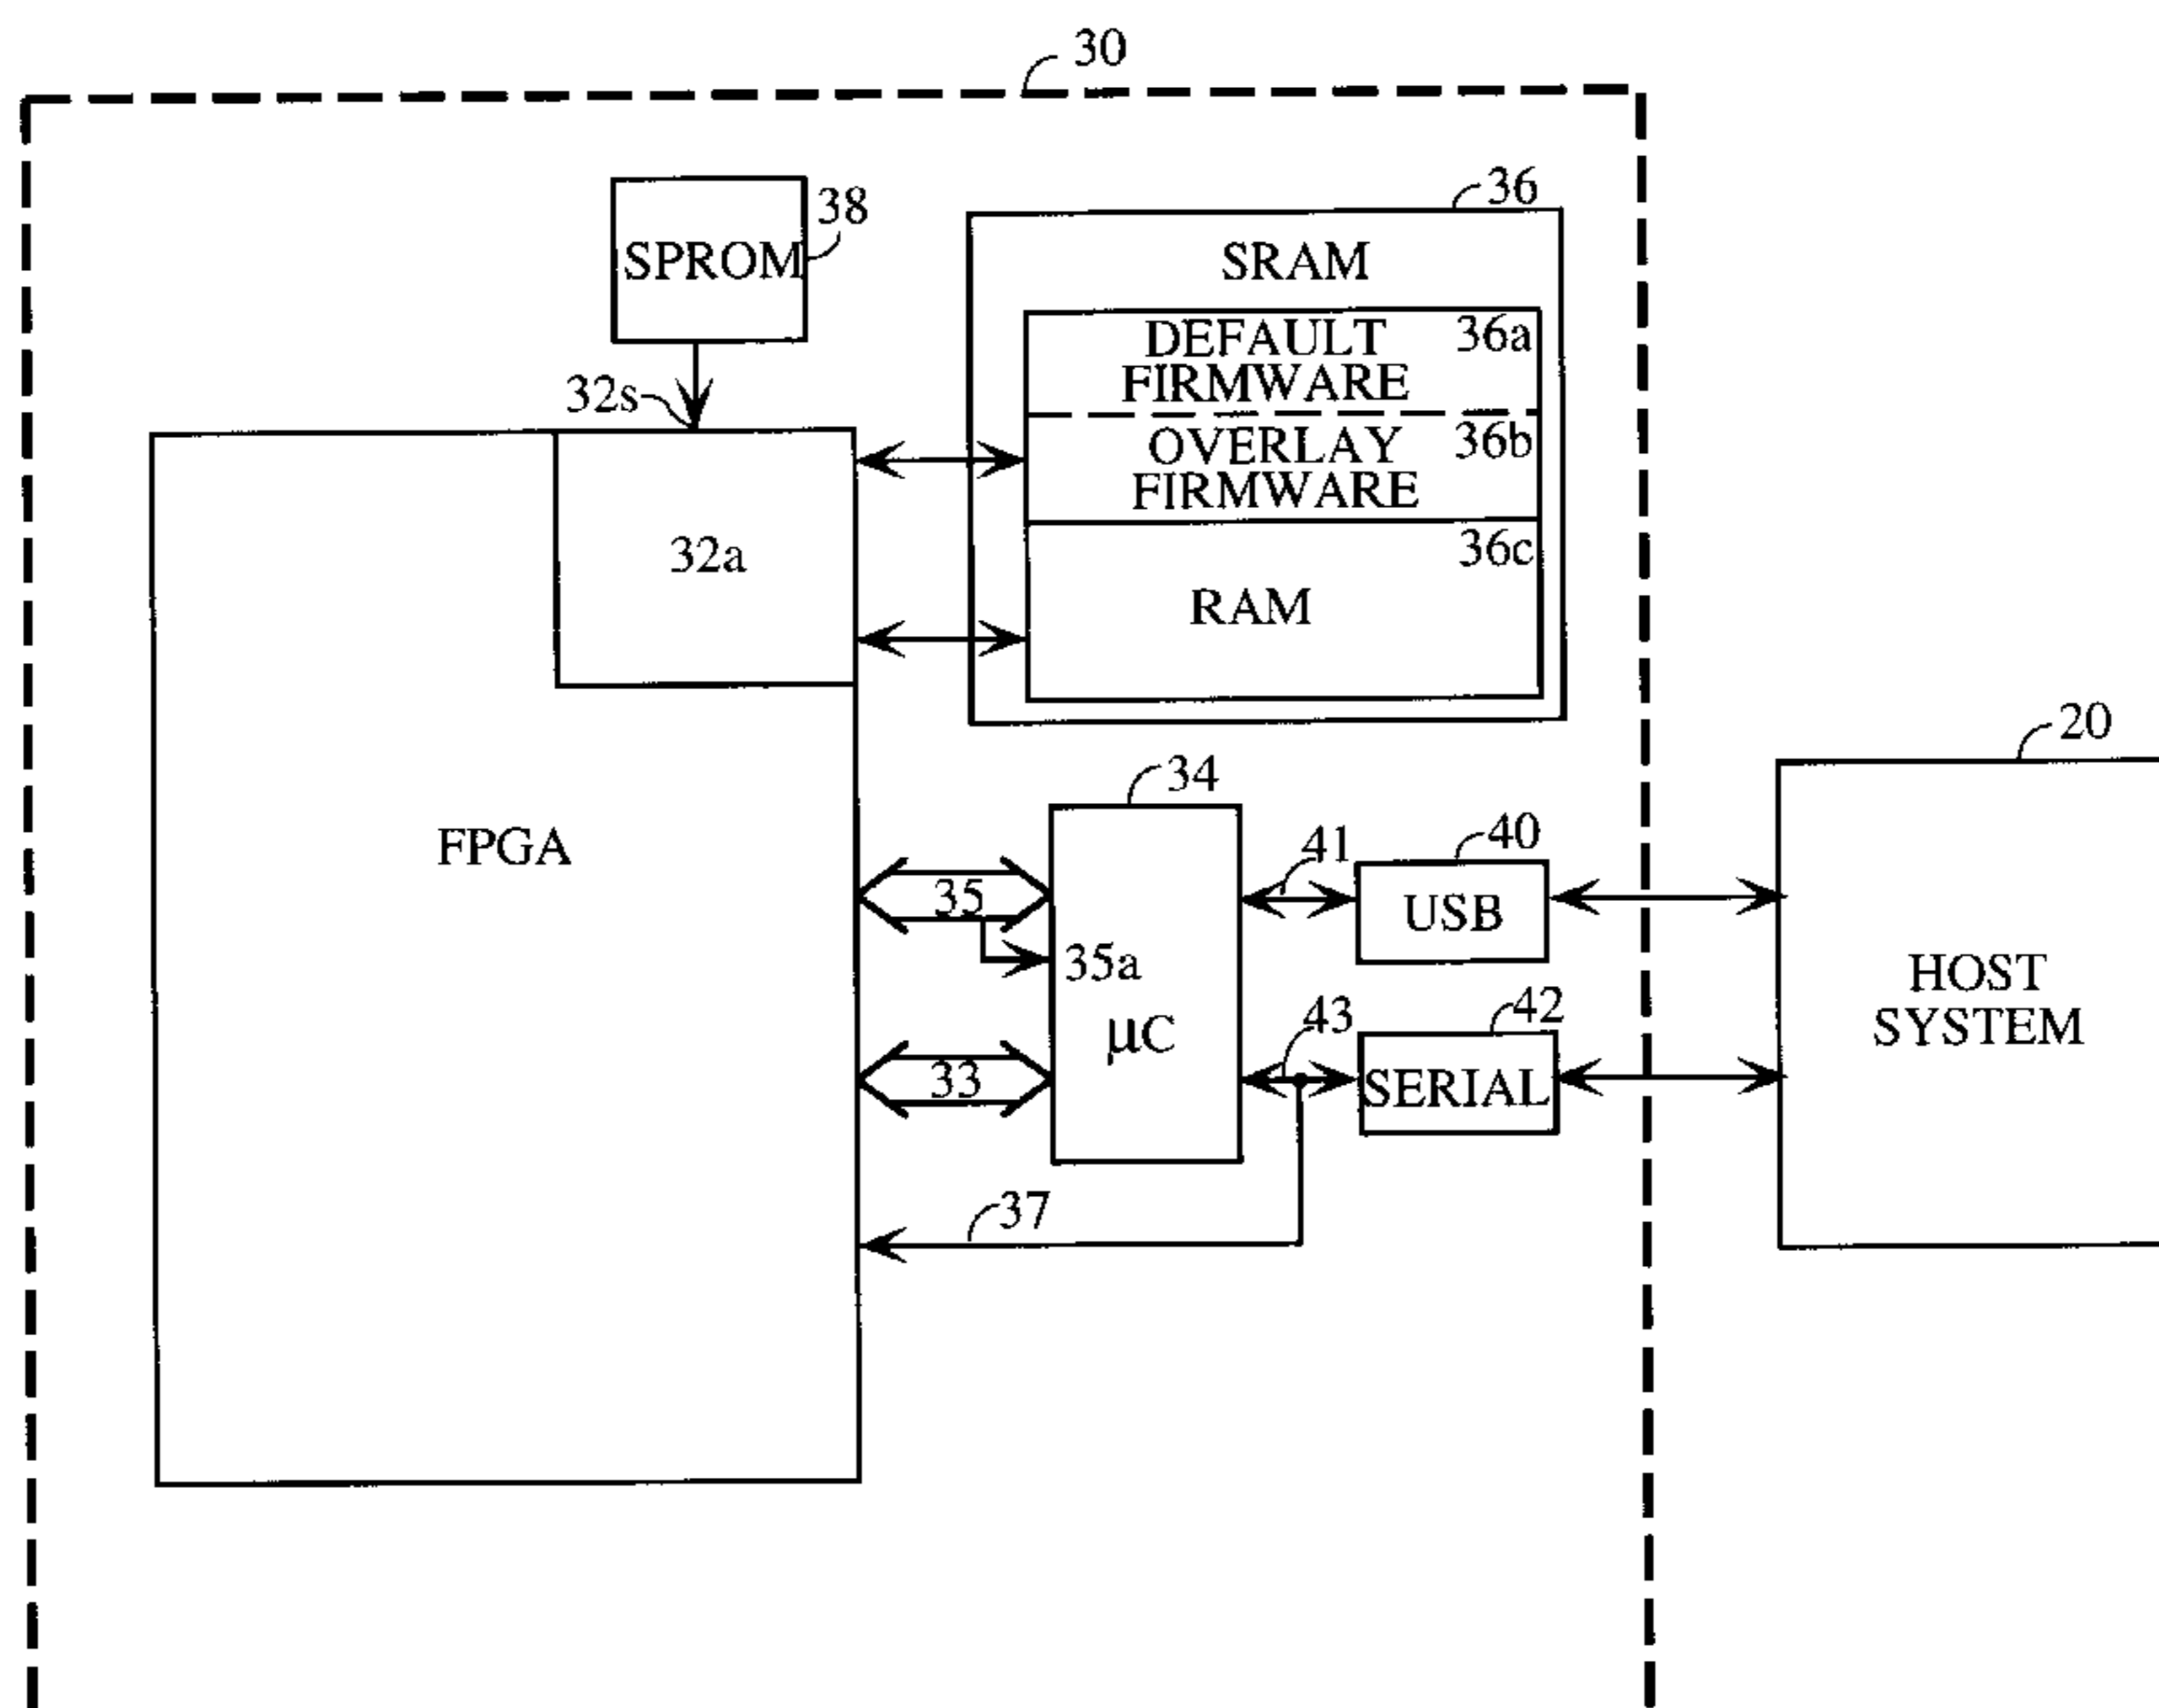 30
38
SPROM
36
SRAM
DEFAULT
FIRMWARE
36a
OVERLAY
FIRMWARE
36b
RAM
36c
32s
32a
FPGA
34
35
35a
µC
33
37
41
40
USB
43
42
SERIAL
20
HOST
SYSTEM